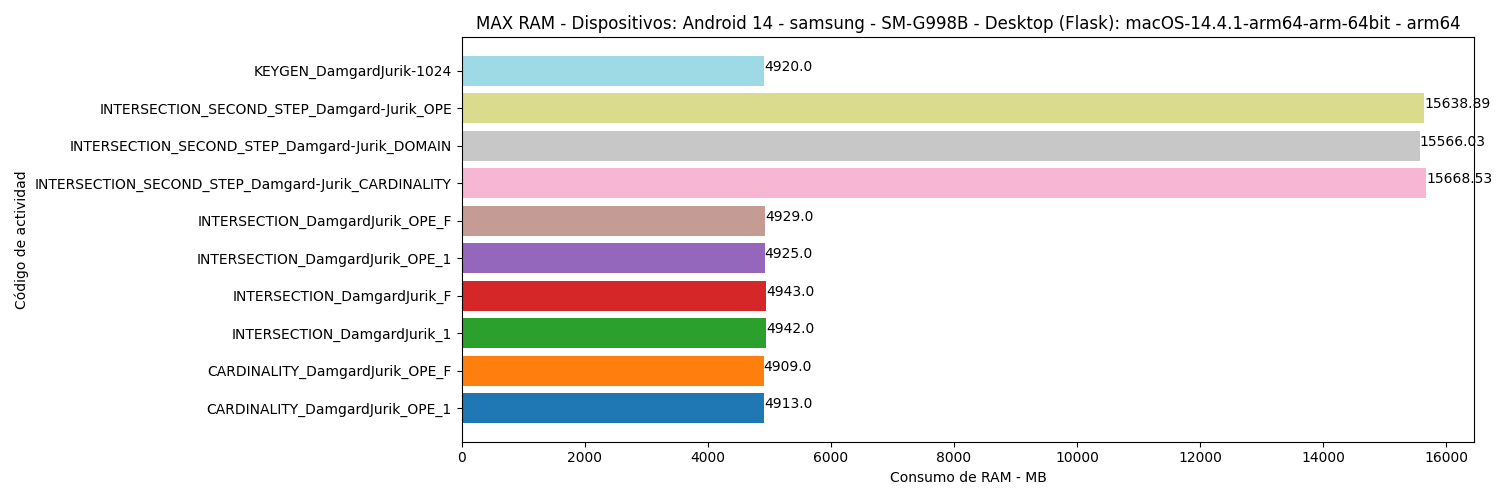 MAX RAM - Dispositivos: Android 14 - samsung - SM-G998B - Desktop (Flask): macOS-14.4.1-arm64-arm-64bit - arm64
Código de actividad
KEYGEN_DamgardJurik-1024 4920.0
INTERSECTION_SECOND_STEP_Damgard-Jurik_OPE 15638.89
INTERSECTION_SECOND_STEP_Damgard-Jurik_DOMAIN 15566.03
INTERSECTION_SECOND_STEP_Damgard-Jurik_CARDINALITY 15668.53
INTERSECTION_DamgardJurik_OPE_F 4929.0
INTERSECTION_DamgardJurik_OPE_1 4925.0
INTERSECTION_DamgardJurik_F 4943.0
INTERSECTION_DamgardJurik_1 4942.0
CARDINALITY_DamgardJurik_OPE_F 4909.0
CARDINALITY_DamgardJurik_OPE_1 4913.0
0 2000 4000 6000 8000 10000 12000 14000 16000
Consumo de RAM - MB